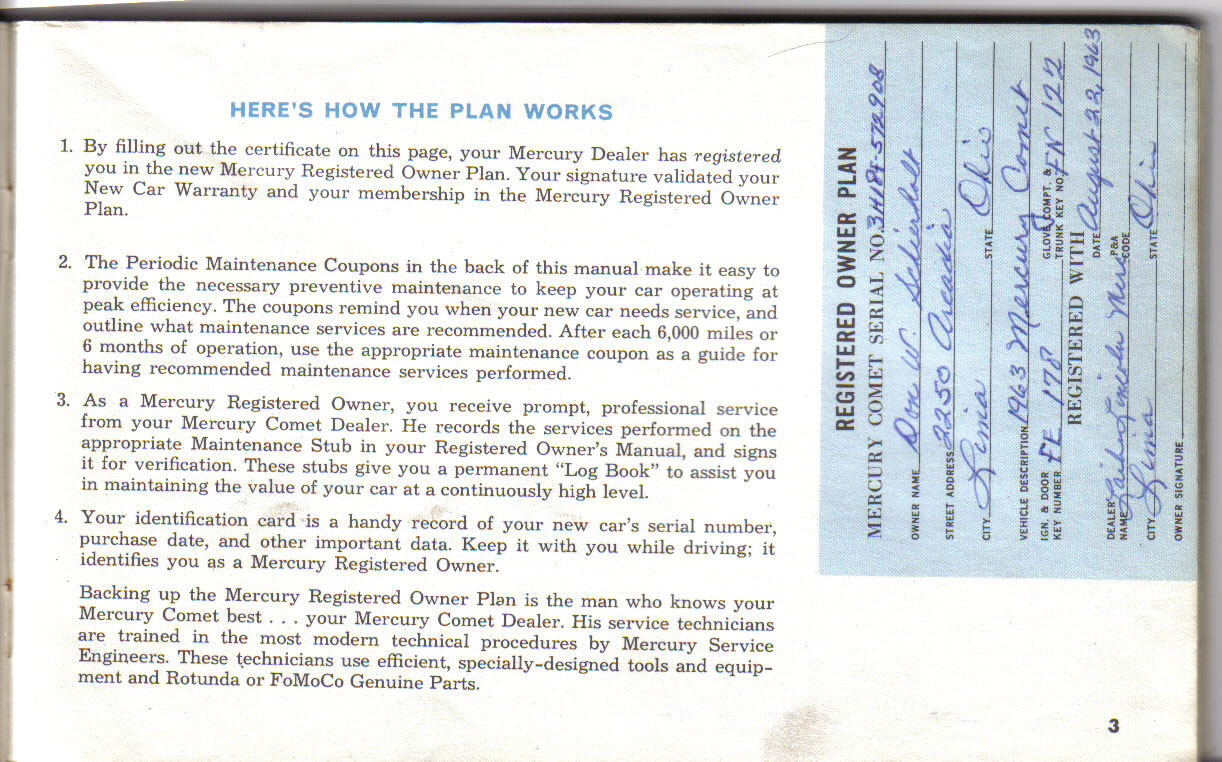 HERE'S HOW THE PLAN WORKS
1. By filling out the certificate on this page, your Mercury Dealer has registered
you in the new Mercury Registered Owner Plan. Your signature validated your
New Car Warranty and your membership in the Mercury Registered Owner
Plan.
2. The Periodic Maintenance Coupons in the back of this manual make it easy to
provide the necessary preventive maintenance to keep your car operating at
peak efficiency. The coupons remind you when your new car needs service, and
outline what maintenance services are recommended. After each 6,000 miles or
6 months of operation, use the appropriate maintenance coupon as a guide for
having recommended maintenance services performed.
3. As a Mercury Registered Owner, you receive prompt, professional service
from your Mercury Comet Dealer. He records the services performed on the
appropriate Maintenance Stub in your Registered Owner's Manual, and signs
it for verification. These stubs give you a permanent "Log Book" to assist you
in maintaining the value of your car at a continuously high level.
4. Your identification card is a handy record of your new car's serial number,
purchase date, and other important data. Keep it with you while driving; it
identifies you as a Mercury Registered Owner.
Backing up the Mercury Registered Owner Plan is the man who knows your
Mercury Comet best . . . your Mercury Comet Dealer. His service technicians
are trained in the most modern technical procedures by Mercury Service
Engineers. These technicians use efficient, specially-designed tools and equip-
ment and Rotunda or FoMoCo Genuine Parts.
3
REGISTERED OWNER PLAN
MERCURY COMET SERIAL NO.
OWNER NAME Don W.
STREET ADDRESS 2250 Arcadia
CITY Lima STATE Ohio
VEHICLE DESCRIPTION 1963 Mercury Comet
IGN. & DOOR KEY NUMBER FE 178 GLOVE COMPT. & TRUNK KEY NO. FN 122
REGISTERED WITH
DATE August 22, 1963
DEALER NAME P&A CODE
CITY Lima STATE Ohio
OWNER SIGNATURE